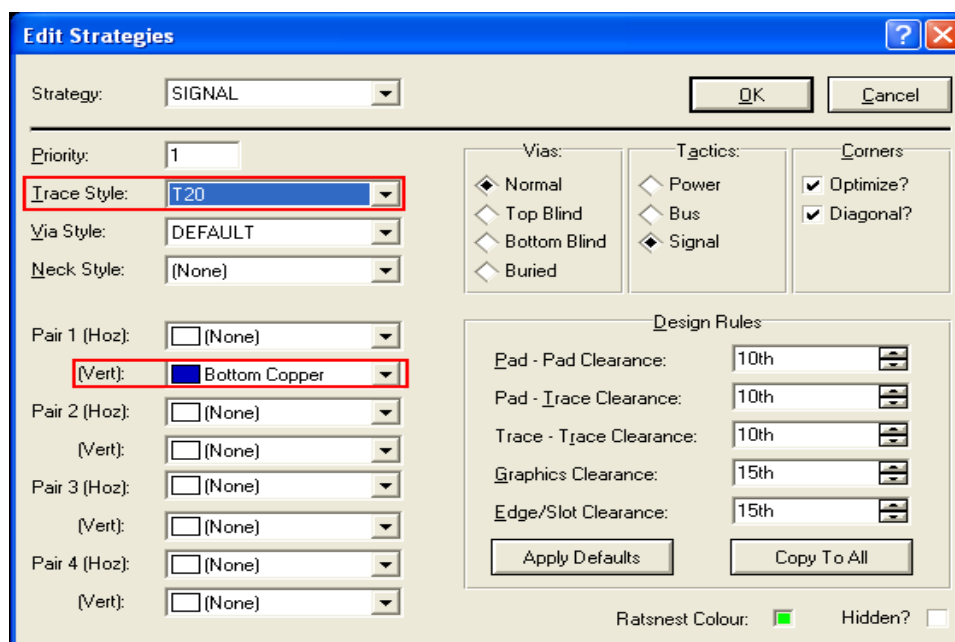 Edit Strategies
Strategy: SIGNAL
OK Cancel
Priority: 1
Trace Style: T20
Via Style: DEFAULT
Neck Style: (None)
Vias:
Normal
Top Blind
Bottom Blind
Buried
Tactics:
Power
Bus
Signal
Corners
Optimize?
Diagonal?
Pair 1 (Hoz): (None)
(Vert): Bottom Copper
Pair 2 (Hoz): (None)
(Vert): (None)
Pair 3 (Hoz): (None)
(Vert): (None)
Pair 4 (Hoz): (None)
(Vert): (None)
Design Rules
Pad - Pad Clearance: 10th
Pad - Trace Clearance: 10th
Trace - Trace Clearance: 10th
Graphics Clearance: 15th
Edge/Slot Clearance: 15th
Apply Defaults Copy To All
Ratsnest Colour: Hidden?